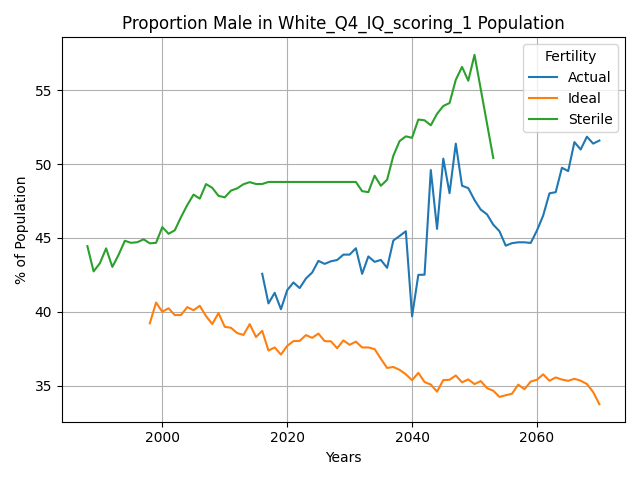 Proportion Male in White_Q4_IQ_scoring_1 Population
Fertility
Actual
Ideal
Sterile
% of Population
55
50
45
40
35
2000
2020
2040
2060
Years